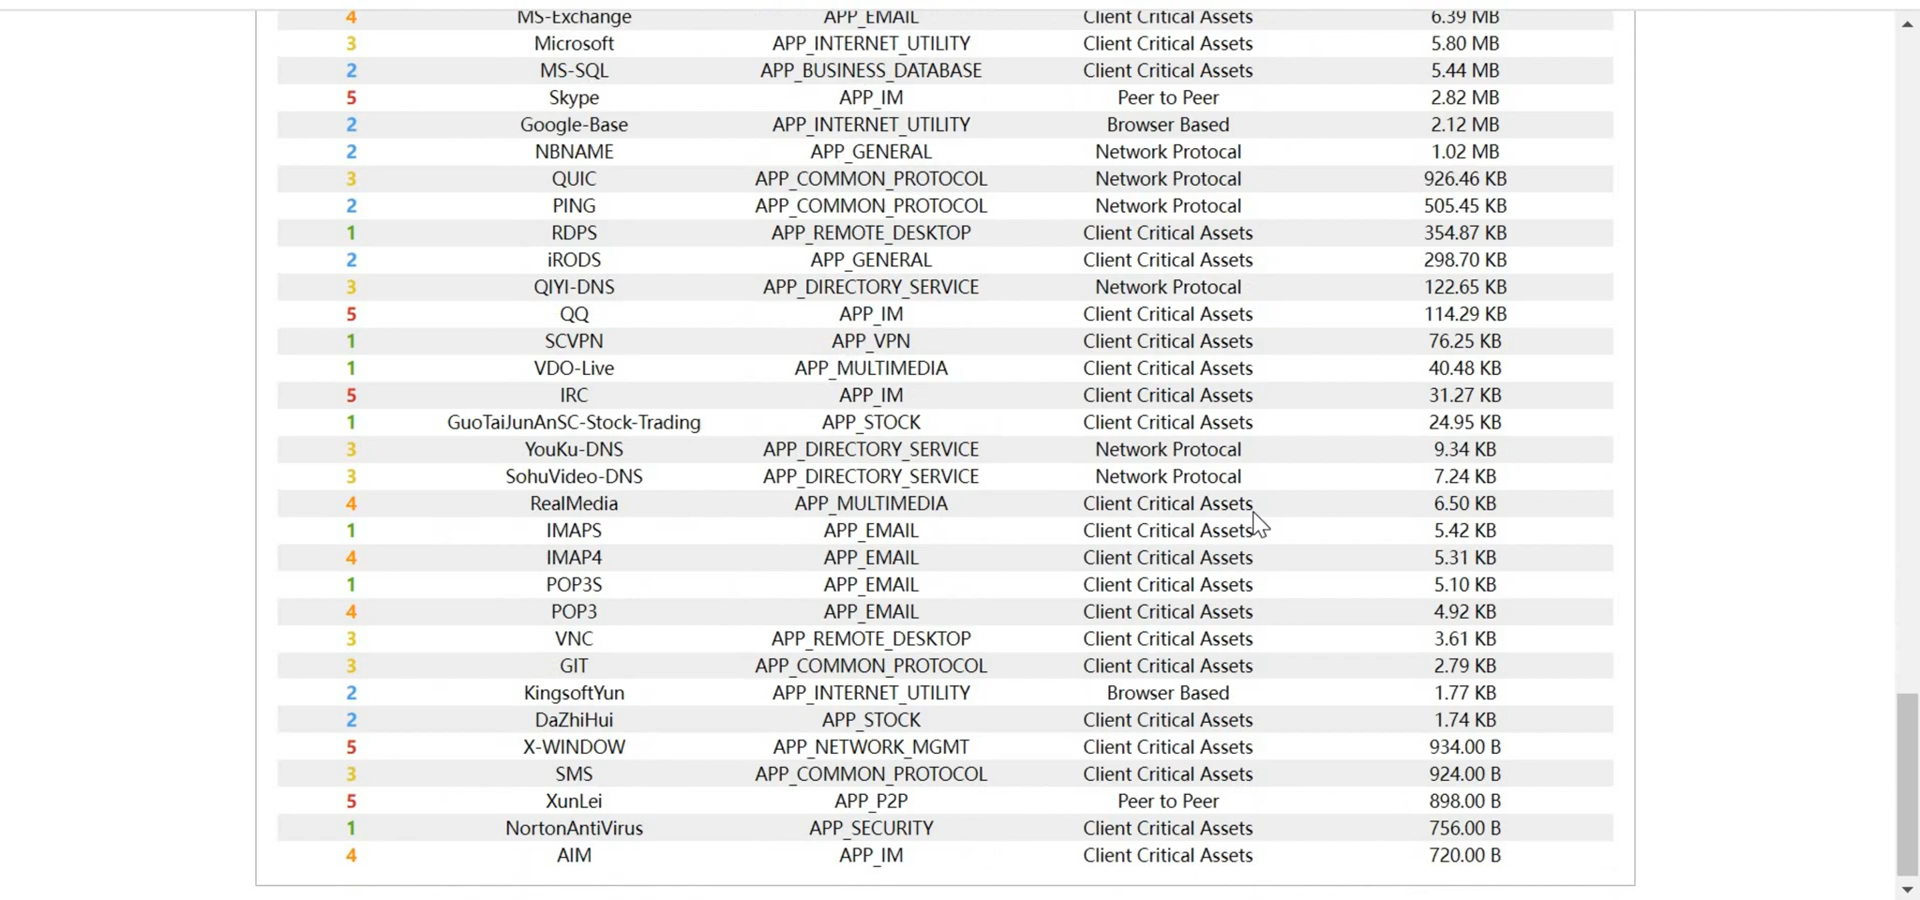 4 MS-Exchange APP_EMAIL Client Critical Assets 6.39 MB
3 Microsoft APP_INTERNET_UTILITY Client Critical Assets 5.80 MB
2 MS-SQL APP_BUSINESS_DATABASE Client Critical Assets 5.44 MB
5 Skype APP_IM Peer to Peer 2.82 MB
2 Google-Base APP_INTERNET_UTILITY Browser Based 2.12 MB
2 NBNAME APP_GENERAL Network Protocal 1.02 MB
3 QUIC APP_COMMON_PROTOCOL Network Protocal 926.46 KB
2 PING APP_COMMON_PROTOCOL Network Protocal 505.45 KB
1 RDPS APP_REMOTE_DESKTOP Client Critical Assets 354.87 KB
2 iRODS APP_GENERAL Client Critical Assets 298.70 KB
3 QIYI-DNS APP_DIRECTORY_SERVICE Network Protocal 122.65 KB
5 QQ APP_IM Client Critical Assets 114.29 KB
1 SCVPN APP_VPN Client Critical Assets 76.25 KB
1 VDO-Live APP_MULTIMEDIA Client Critical Assets 40.48 KB
5 IRC APP_IM Client Critical Assets 31.27 KB
1 GuoTaiJunAnSC-Stock-Trading APP_STOCK Client Critical Assets 24.95 KB
3 YouKu-DNS APP_DIRECTORY_SERVICE Network Protocal 9.34 KB
3 SohuVideo-DNS APP_DIRECTORY_SERVICE Network Protocal 7.24 KB
4 RealMedia APP_MULTIMEDIA Client Critical Assets 6.50 KB
1 IMAPS APP_EMAIL Client Critical Assets 5.42 KB
4 IMAP4 APP_EMAIL Client Critical Assets 5.31 KB
1 POP3S APP_EMAIL Client Critical Assets 5.10 KB
4 POP3 APP_EMAIL Client Critical Assets 4.92 KB
3 VNC APP_REMOTE_DESKTOP Client Critical Assets 3.61 KB
3 GIT APP_COMMON_PROTOCOL Client Critical Assets 2.79 KB
2 KingsoftYun APP_INTERNET_UTILITY Browser Based 1.77 KB
2 DaZhiHui APP_STOCK Client Critical Assets 1.74 KB
5 X-WINDOW APP_NETWORK_MGMT Client Critical Assets 934.00 B
3 SMS APP_COMMON_PROTOCOL Client Critical Assets 924.00 B
5 XunLei APP_P2P Peer to Peer 898.00 B
1 NortonAntiVirus APP_SECURITY Client Critical Assets 756.00 B
4 AIM APP_IM Client Critical Assets 720.00 B